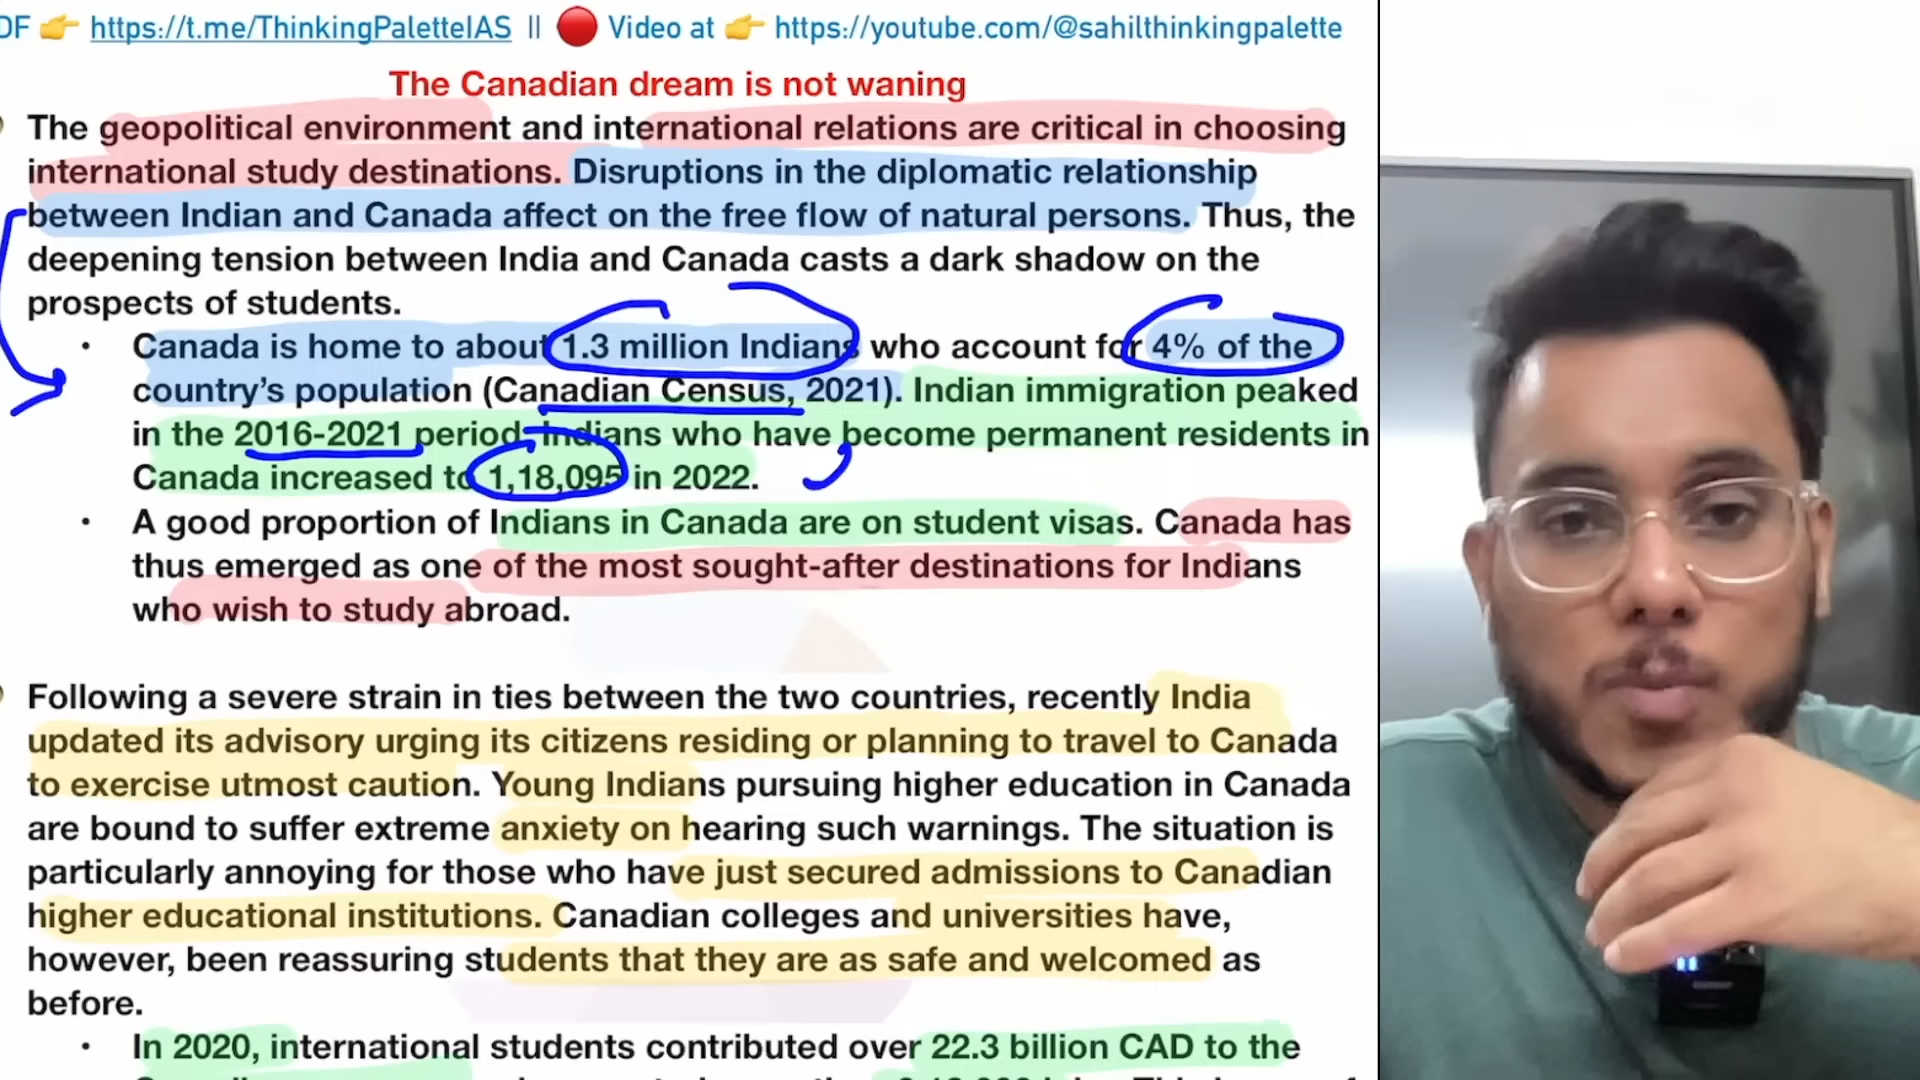 DF 👉 https://t.me/ThinkingPaletteIAS || 🔴 Video at 👉 https://youtube.com/@sahilthinkingpalette
The Canadian dream is not waning
The geopolitical environment and international relations are critical in choosing
international study destinations. Disruptions in the diplomatic relationship
between Indian and Canada affect on the free flow of natural persons. Thus, the
deepening tension between India and Canada casts a dark shadow on the
prospects of students.
• Canada is home to about 1.3 million Indians who account for 4% of the
country's population (Canadian Census, 2021). Indian immigration peaked
in the 2016-2021 period. Indians who have become permanent residents in
Canada increased to 1,18,095 in 2022.
• A good proportion of Indians in Canada are on student visas. Canada has
thus emerged as one of the most sought-after destinations for Indians
who wish to study abroad.
Following a severe strain in ties between the two countries, recently India
updated its advisory urging its citizens residing or planning to travel to Canada
to exercise utmost caution. Young Indians pursuing higher education in Canada
are bound to suffer extreme anxiety on hearing such warnings. The situation is
particularly annoying for those who have just secured admissions to Canadian
higher educational institutions. Canadian colleges and universities have,
however, been reassuring students that they are as safe and welcomed as
before.
• In 2020, international students contributed over 22.3 billion CAD to the